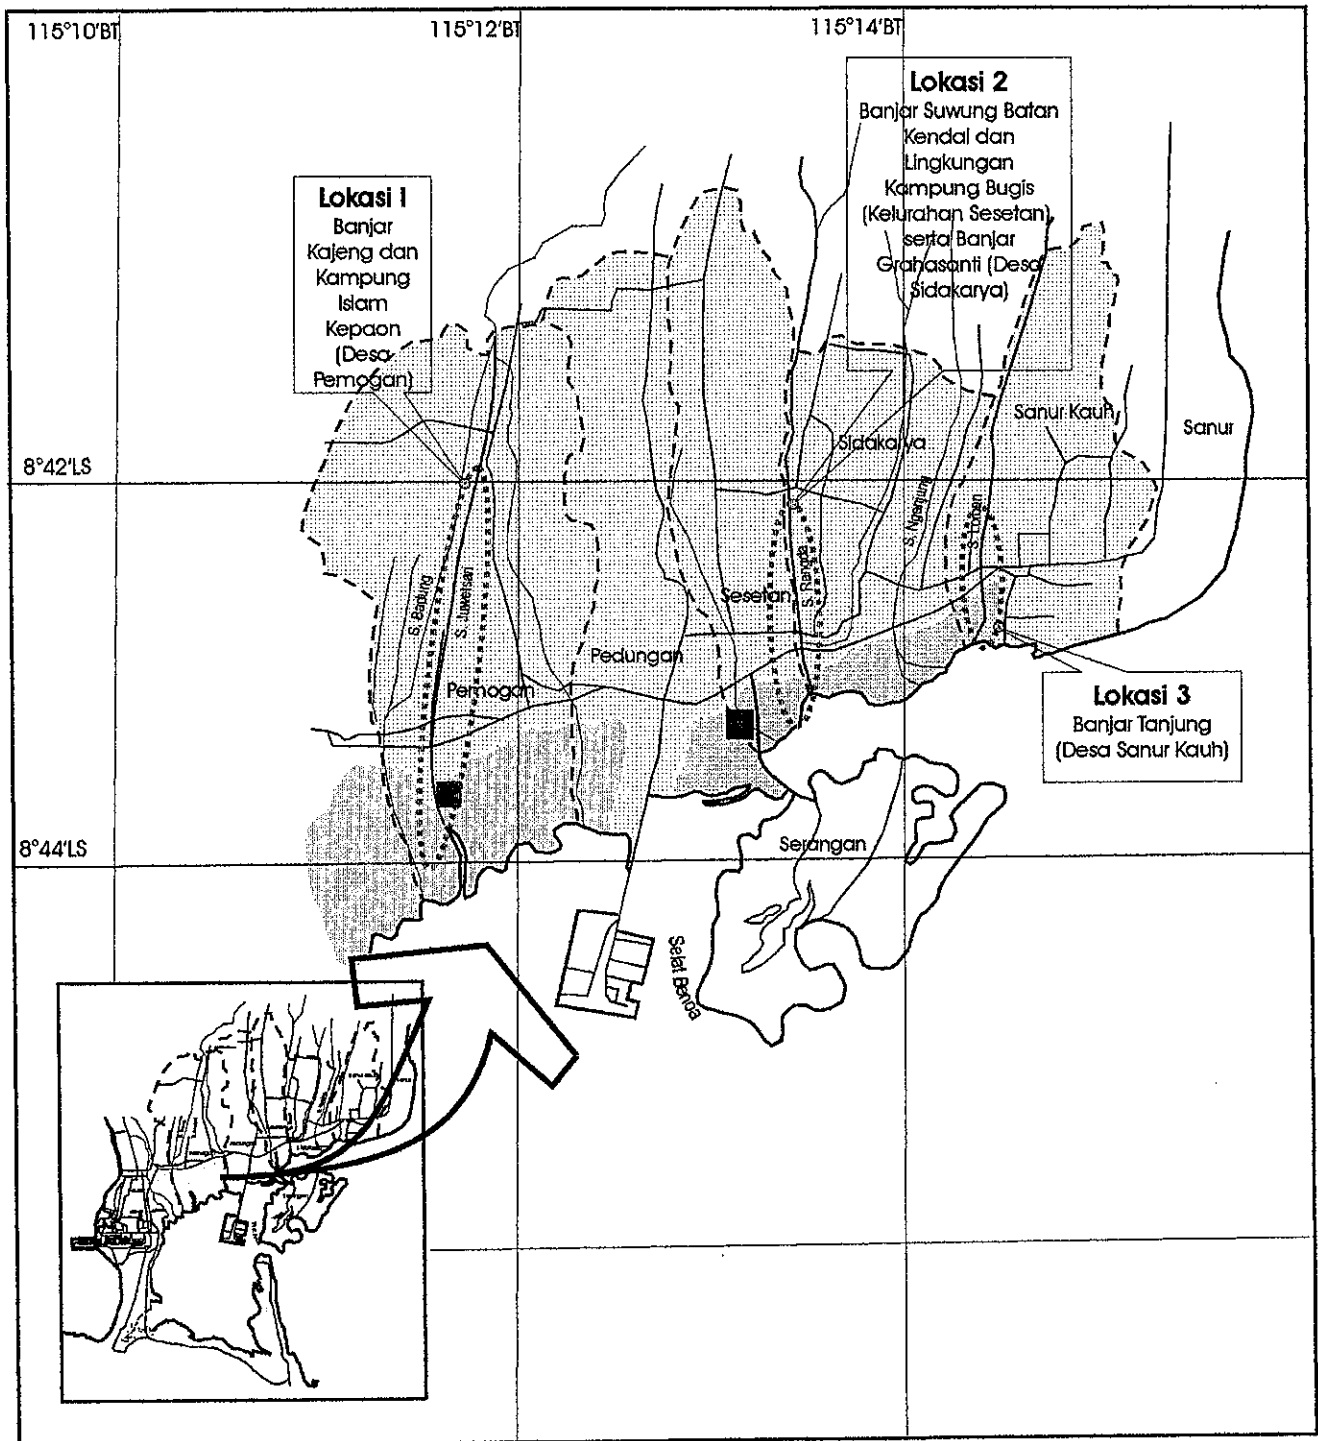 115°10'BT
115°12'BT
115°14'BT
Lokasi 2
Banjar Suwung Batan
Kendal dan
Lingkungan
Kampung Bugis
(Kelurahan Sesetan)
serta Banjar
Grahasanti (Desa
Sidakarya)
Lokasi 1
Banjar
Kajeng dan
Kampung
Islam
Kepaon
(Desa
Pemogan)
Sanur Kauh
Sanur
Sidakarya
8°42'LS
S. Ngenjung
S. Loban
S. Rangda
S. Badung
Sesetan
Pedungan
Pemogan
Lokasi 3
Banjar Tanjung
(Desa Sanur Kauh)
8°44'LS
Serangan
Selat Benoa